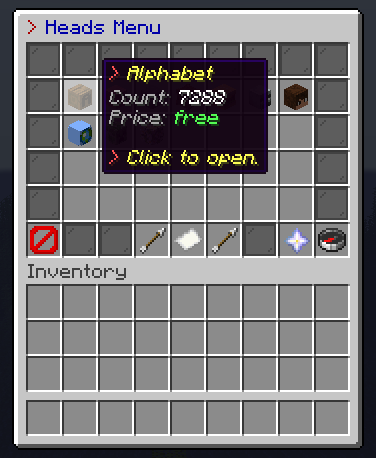 > Heads Menu
> Alphabet
Count: 7288
Price: free
> Click to open.
Inventory